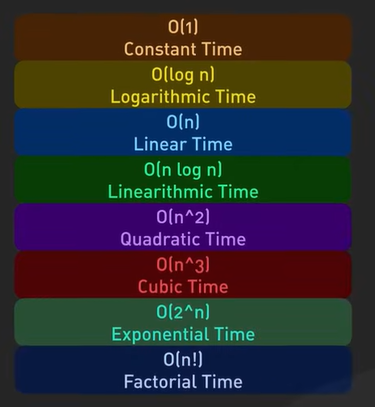 O(1)
Constant Time
O(log n)
Logarithmic Time
O(n)
Linear Time
O(n log n)
Linearithmic Time
O(n^2)
Quadratic Time
O(n^3)
Cubic Time
O(2^n)
Exponential Time
O(n!)
Factorial Time